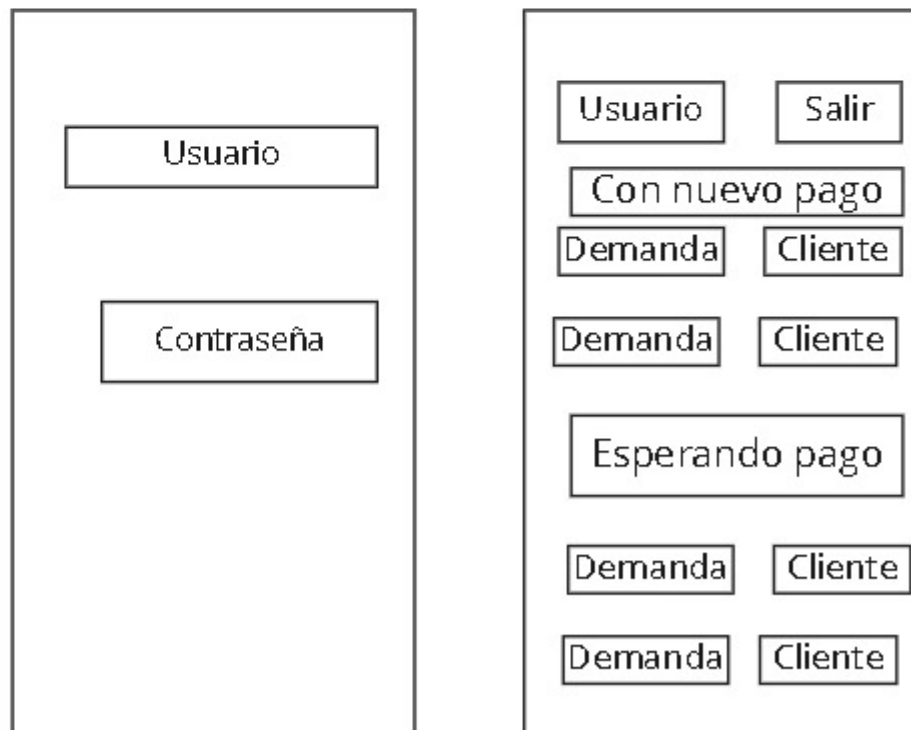 Usuario
Contraseña
Usuario Salir
Con nuevo pago
Demanda Cliente
Demanda Cliente
Esperando pago
Demanda Cliente
Demanda Cliente